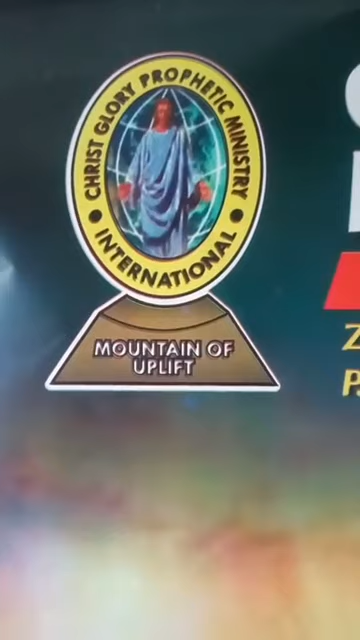 CHRIST GLORY PROPHETIC MINISTRY
INTERNATIONAL
MOUNTAIN OF
UPLIFT
Z
P